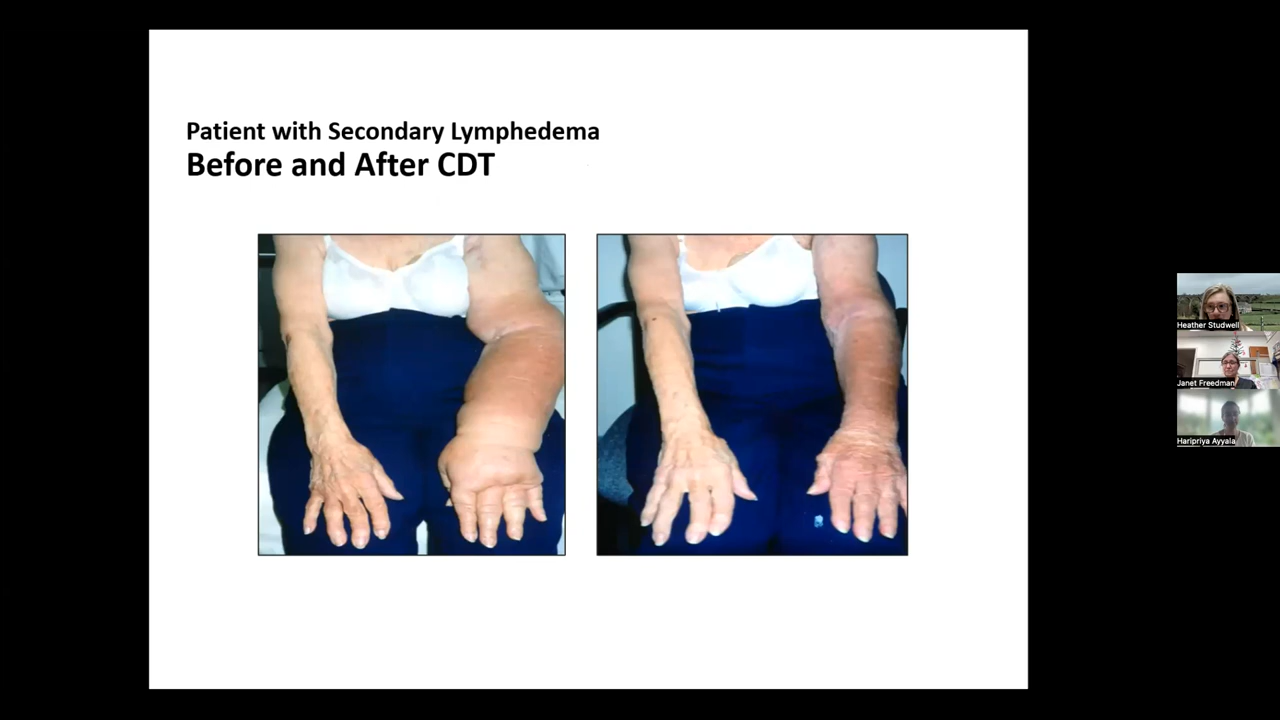 Patient with Secondary Lymphedema
Before and After CDT
Heather Studwell
Janet Freedman
Haripriya Ayyala